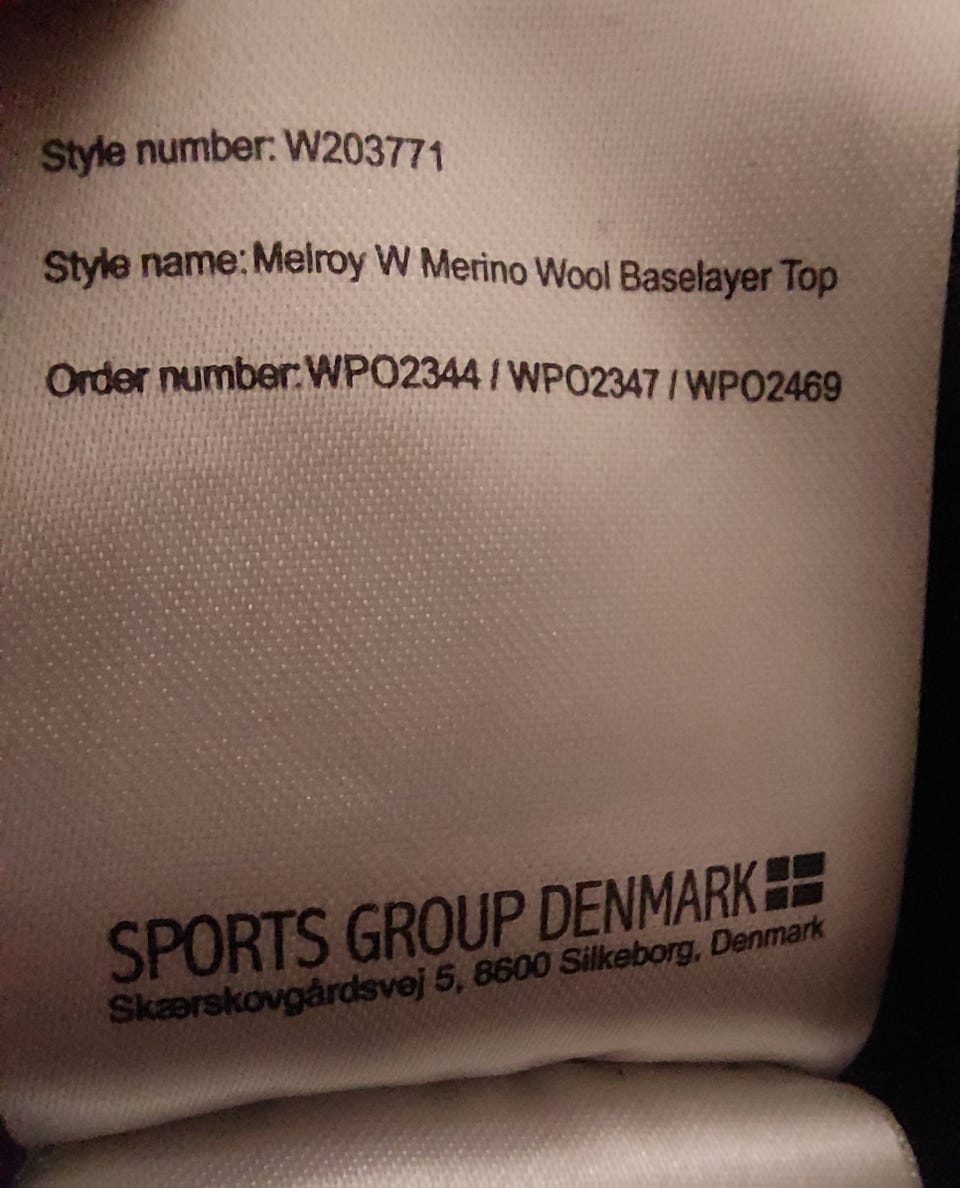 Style number: W203771
Style name: Melroy W Merino Wool Baselayer Top
Order number: WPO2344 / WPO2347 / WPO2469
SPORTS GROUP DENMARK
Skærskovgårdsvej 5, 8600 Silkeborg, Denmark